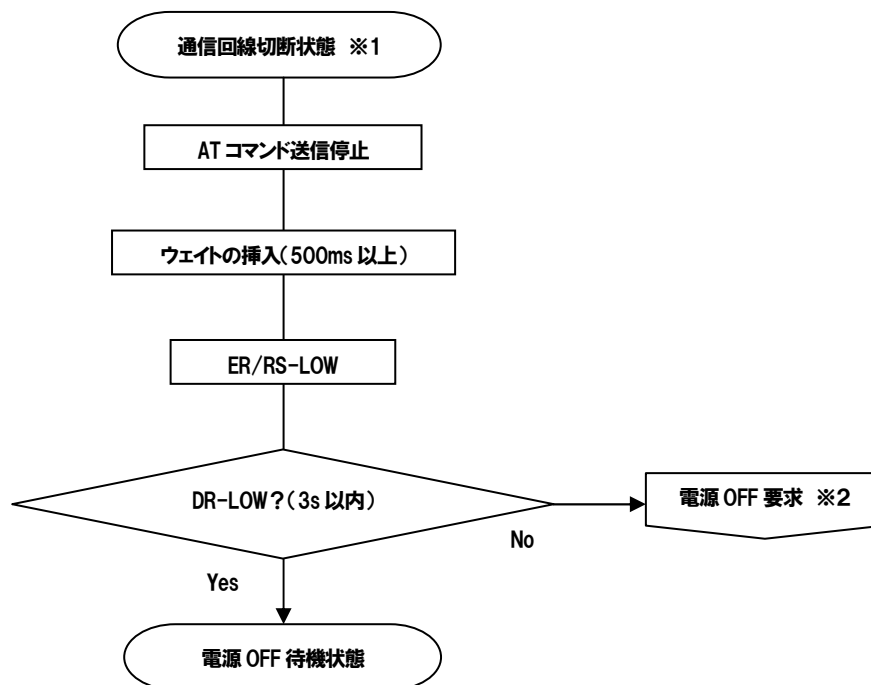 通信回線切断状態 ※1
AT コマンド送信停止
ウェイトの挿入(500ms 以上)
ER/RS-LOW
DR-LOW?(3s 以内)
電源 OFF 要求 ※2
No
Yes
電源 OFF 待機状態